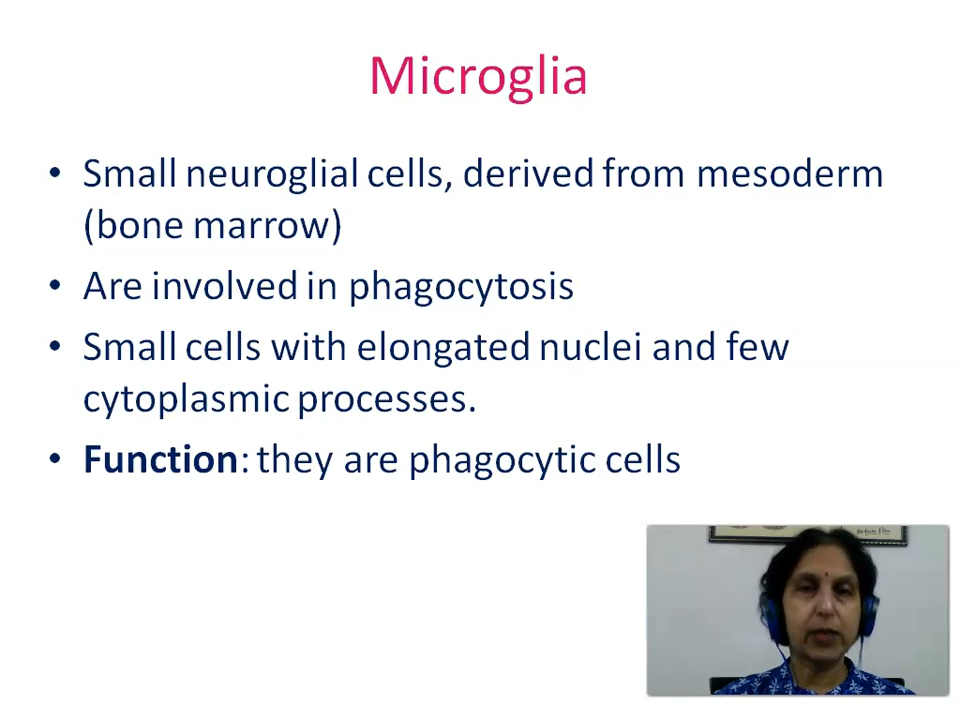 Microglia
• Small neuroglial cells, derived from mesoderm
(bone marrow)
• Are involved in phagocytosis
• Small cells with elongated nuclei and few
cytoplasmic processes.
• Function: they are phagocytic cells